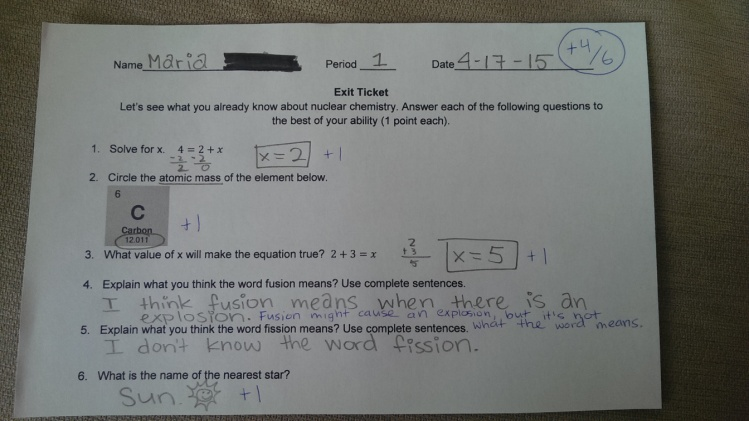 Name Maria Period 1 Date 4-17-15 +4/6
Exit Ticket
Let's see what you already know about nuclear chemistry. Answer each of the following questions to
the best of your ability (1 point each).
1. Solve for x. 4 = 2 + x x = 2 +1
-2 -2
2 0
2. Circle the atomic mass of the element below.
6
C
Carbon
12.011
+1
3. What value of x will make the equation true? 2 + 3 = x 2 x = 5 +1
+3
5
4. Explain what you think the word fusion means? Use complete sentences.
I think fusion means when there is an
explosion. Fusion might cause an explosion, but it's not
5. Explain what you think the word fission means? Use complete sentences. what the word means.
I don't know the word fission.
6. What is the name of the nearest star?
Sun. +1